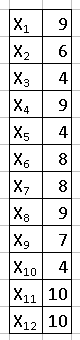 X₁ 9
X₂ 6
X₃ 4
X₄ 9
X₅ 4
X₆ 8
X₇ 8
X₈ 9
X₉ 7
X₁₀ 4
X₁₁ 10
X₁₂ 10